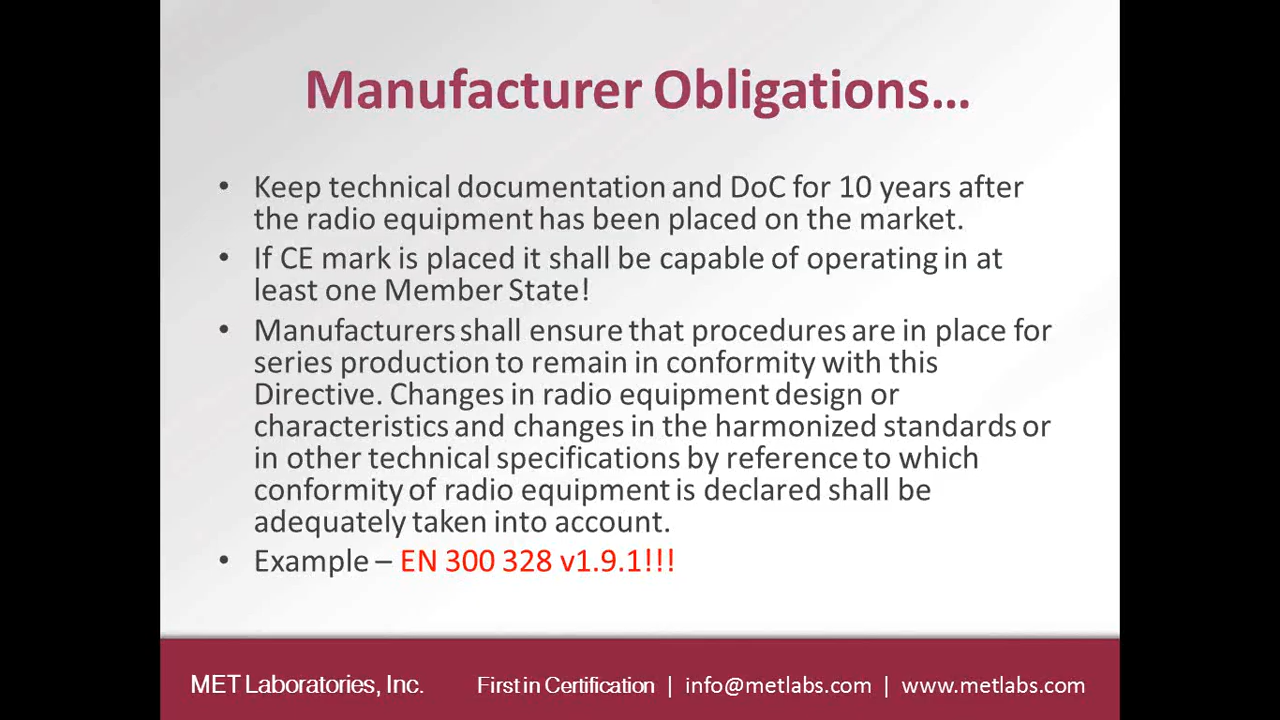 Manufacturer Obligations...
• Keep technical documentation and DoC for 10 years after
the radio equipment has been placed on the market.
• If CE mark is placed it shall be capable of operating in at
least one Member State!
• Manufacturers shall ensure that procedures are in place for
series production to remain in conformity with this
Directive. Changes in radio equipment design or
characteristics and changes in the harmonized standards or
in other technical specifications by reference to which
conformity of radio equipment is declared shall be
adequately taken into account.
• Example – EN 300 328 v1.9.1!!!
MET Laboratories, Inc. First in Certification | info@metlabs.com | www.metlabs.com